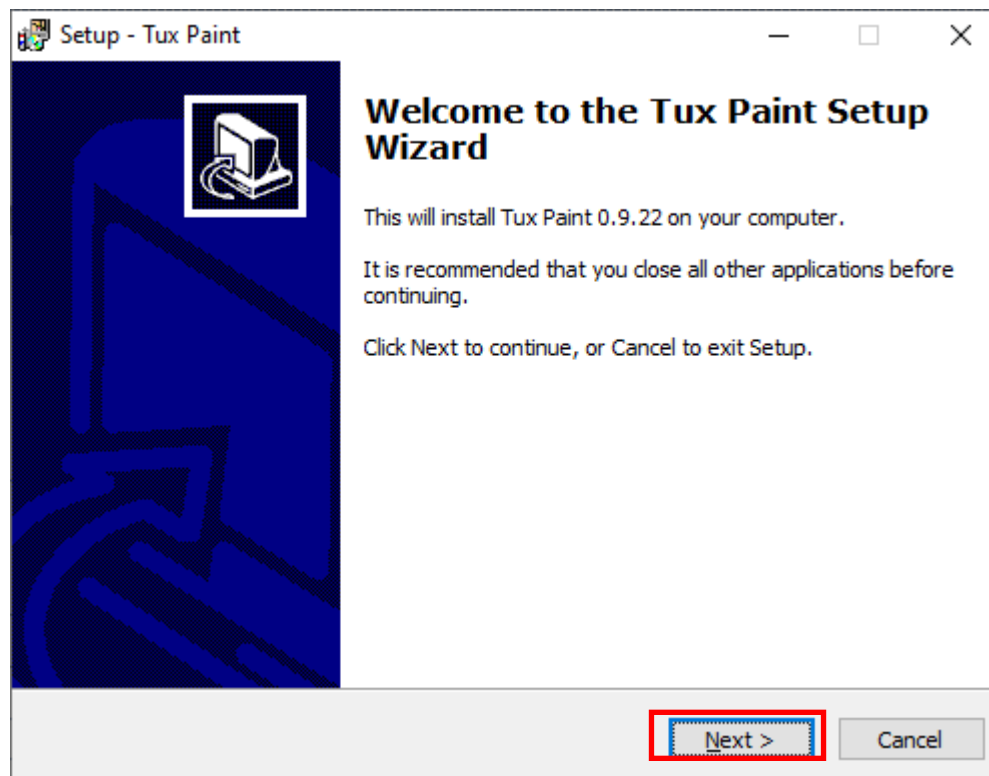 Setup - Tux Paint
Welcome to the Tux Paint Setup
Wizard
This will install Tux Paint 0.9.22 on your computer.
It is recommended that you close all other applications before
continuing.
Click Next to continue, or Cancel to exit Setup.
Next >
Cancel